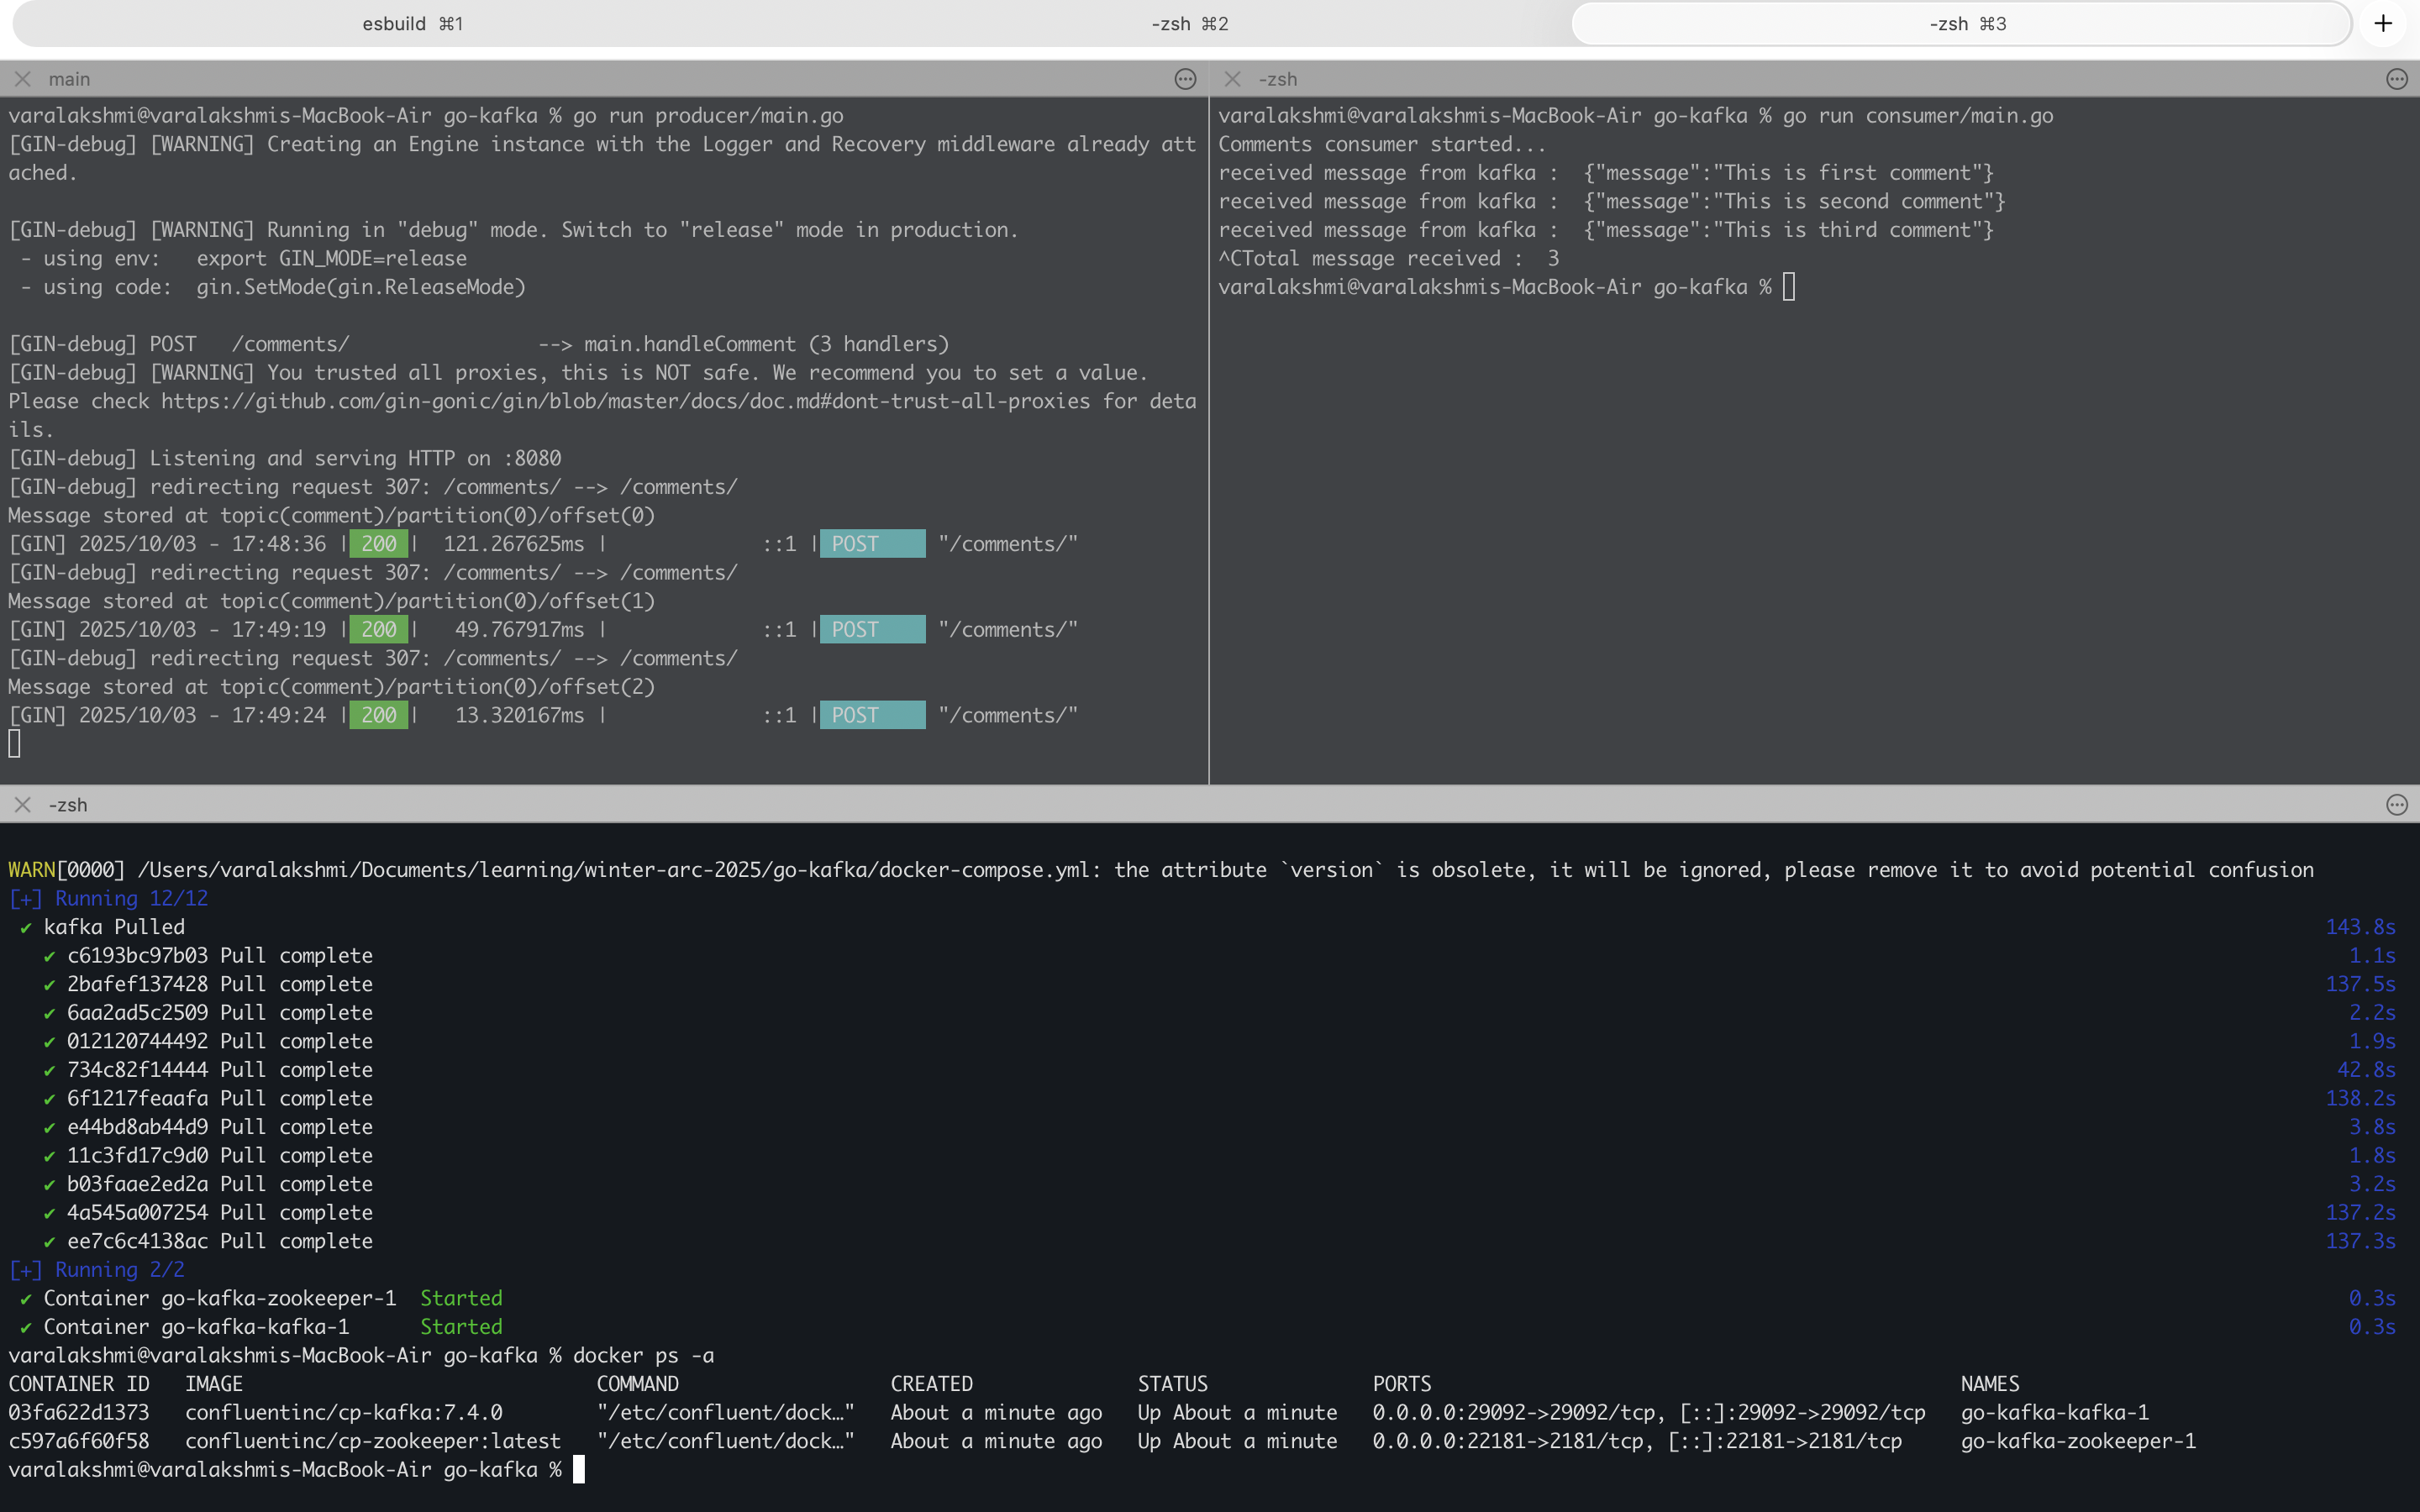 esbuild ⌘1
-zsh ⌘2
-zsh ⌘3
main
varalakshmi@varalakshmis-MacBook-Air go-kafka % go run producer/main.go
[GIN-debug] [WARNING] Creating an Engine instance with the Logger and Recovery middleware already att
ached.
[GIN-debug] [WARNING] Running in "debug" mode. Switch to "release" mode in production.
 - using env:   export GIN_MODE=release
 - using code:  gin.SetMode(gin.ReleaseMode)
[GIN-debug] POST   /comments/                --> main.handleComment (3 handlers)
[GIN-debug] [WARNING] You trusted all proxies, this is NOT safe. We recommend you to set a value.
Please check https://github.com/gin-gonic/gin/blob/master/docs/doc.md#dont-trust-all-proxies for deta
ils.
[GIN-debug] Listening and serving HTTP on :8080
[GIN-debug] redirecting request 307: /comments/ --> /comments/
Message stored at topic(comment)/partition(0)/offset(0)
[GIN] 2025/10/03 - 17:48:36 | 200 |  121.267625ms |             ::1 | POST     "/comments/"
[GIN-debug] redirecting request 307: /comments/ --> /comments/
Message stored at topic(comment)/partition(0)/offset(1)
[GIN] 2025/10/03 - 17:49:19 | 200 |   49.767917ms |             ::1 | POST     "/comments/"
[GIN-debug] redirecting request 307: /comments/ --> /comments/
Message stored at topic(comment)/partition(0)/offset(2)
[GIN] 2025/10/03 - 17:49:24 | 200 |   13.320167ms |             ::1 | POST     "/comments/"
-zsh
varalakshmi@varalakshmis-MacBook-Air go-kafka % go run consumer/main.go
Comments consumer started...
received message from kafka :  {"message":"This is first comment"}
received message from kafka :  {"message":"This is second comment"}
received message from kafka :  {"message":"This is third comment"}
^CTotal message received :  3
varalakshmi@varalakshmis-MacBook-Air go-kafka %
-zsh
WARN[0000] /Users/varalakshmi/Documents/learning/winter-arc-2025/go-kafka/docker-compose.yml: the attribute `version` is obsolete, it will be ignored, please remove it to avoid potential confusion
[+] Running 12/12
 ✔ kafka Pulled 143.8s
   ✔ c6193bc97b03 Pull complete 1.1s
   ✔ 2bafef137428 Pull complete 137.5s
   ✔ 6aa2ad5c2509 Pull complete 2.2s
   ✔ 012120744492 Pull complete 1.9s
   ✔ 734c82f14444 Pull complete 42.8s
   ✔ 6f1217feaafa Pull complete 138.2s
   ✔ e44bd8ab44d9 Pull complete 3.8s
   ✔ 11c3fd17c9d0 Pull complete 1.8s
   ✔ b03faae2ed2a Pull complete 3.2s
   ✔ 4a545a007254 Pull complete 137.2s
   ✔ ee7c6c4138ac Pull complete 137.3s
[+] Running 2/2
 ✔ Container go-kafka-zookeeper-1  Started 0.3s
 ✔ Container go-kafka-kafka-1      Started 0.3s
varalakshmi@varalakshmis-MacBook-Air go-kafka % docker ps -a
CONTAINER ID   IMAGE                              COMMAND                  CREATED              STATUS              PORTS                                             NAMES
03fa622d1373   confluentinc/cp-kafka:7.4.0        "/etc/confluent/dock…"   About a minute ago   Up About a minute   0.0.0.0:29092->29092/tcp, [::]:29092->29092/tcp   go-kafka-kafka-1
c597a6f60f58   confluentinc/cp-zookeeper:latest   "/etc/confluent/dock…"   About a minute ago   Up About a minute   0.0.0.0:22181->2181/tcp, [::]:22181->2181/tcp     go-kafka-zookeeper-1
varalakshmi@varalakshmis-MacBook-Air go-kafka %